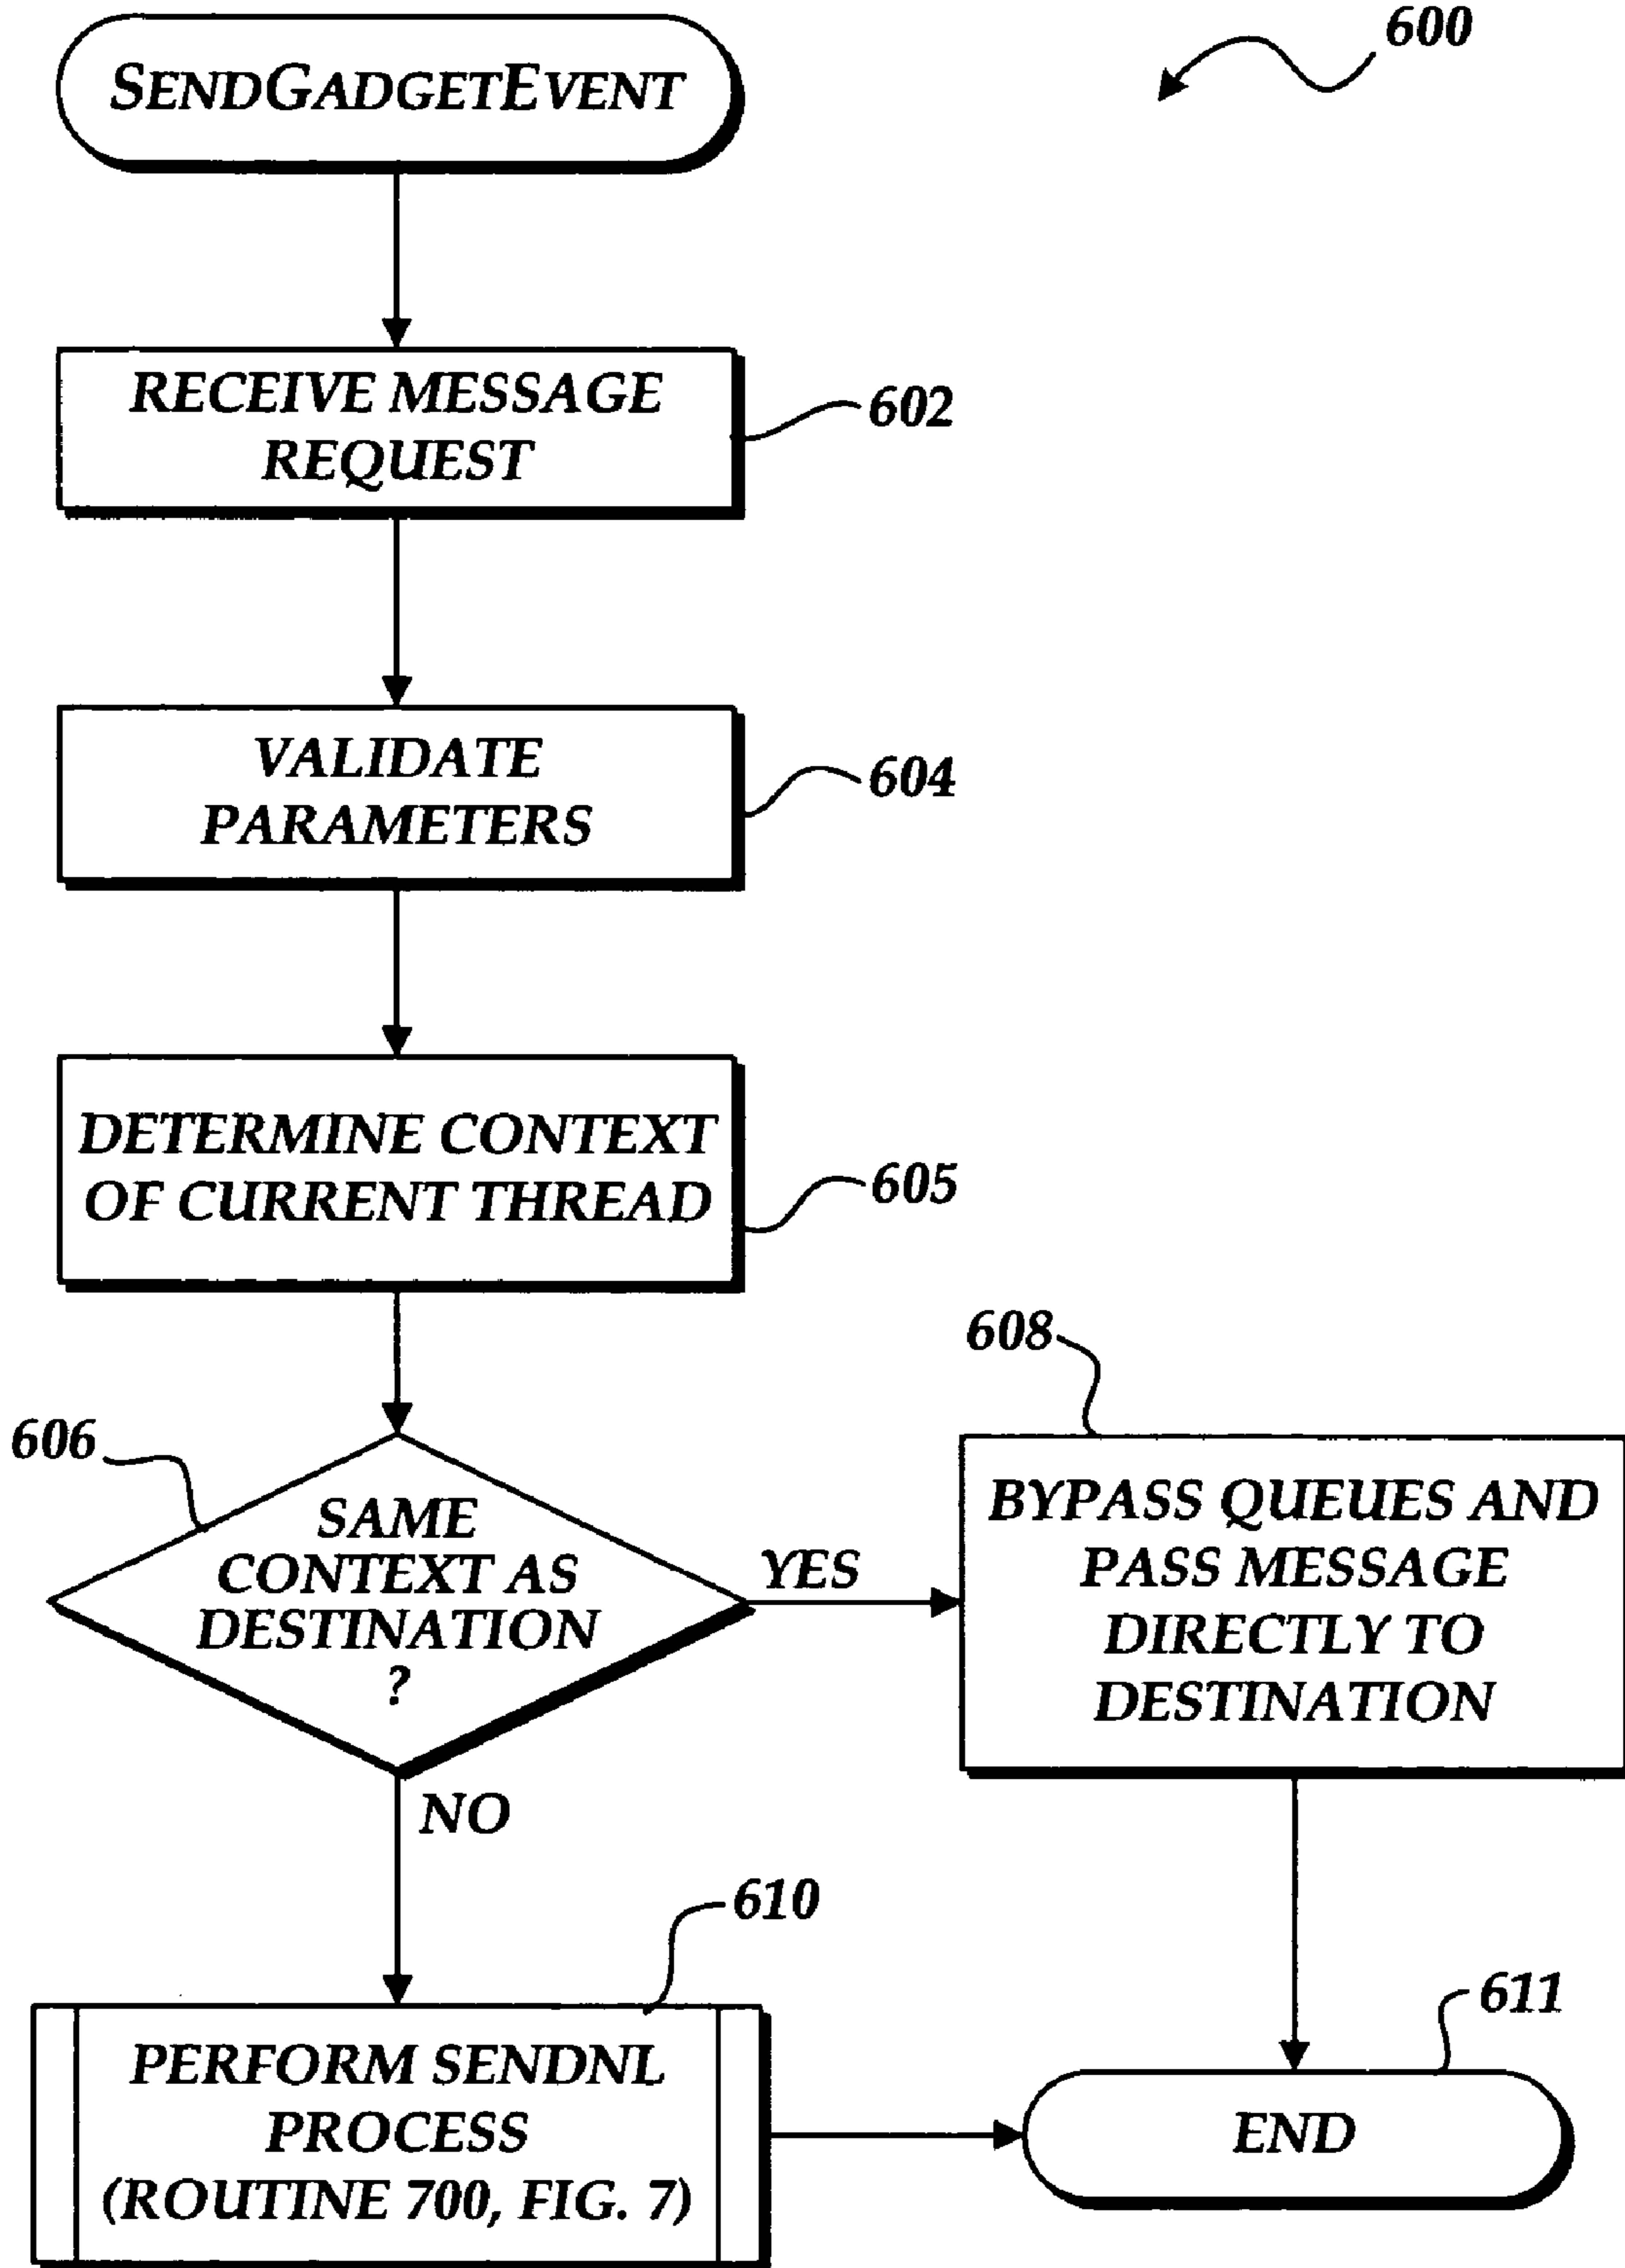 600
SENDGADGETEVENT
RECEIVE MESSAGE
REQUEST
602
VALIDATE
PARAMETERS
604
DETERMINE CONTEXT
OF CURRENT THREAD
605
606
SAME
CONTEXT AS
DESTINATION
?
YES
NO
608
BYPASS QUEUES AND
PASS MESSAGE
DIRECTLY TO
DESTINATION
610
PERFORM SENDNL
PROCESS
(ROUTINE 700, FIG. 7)
611
END